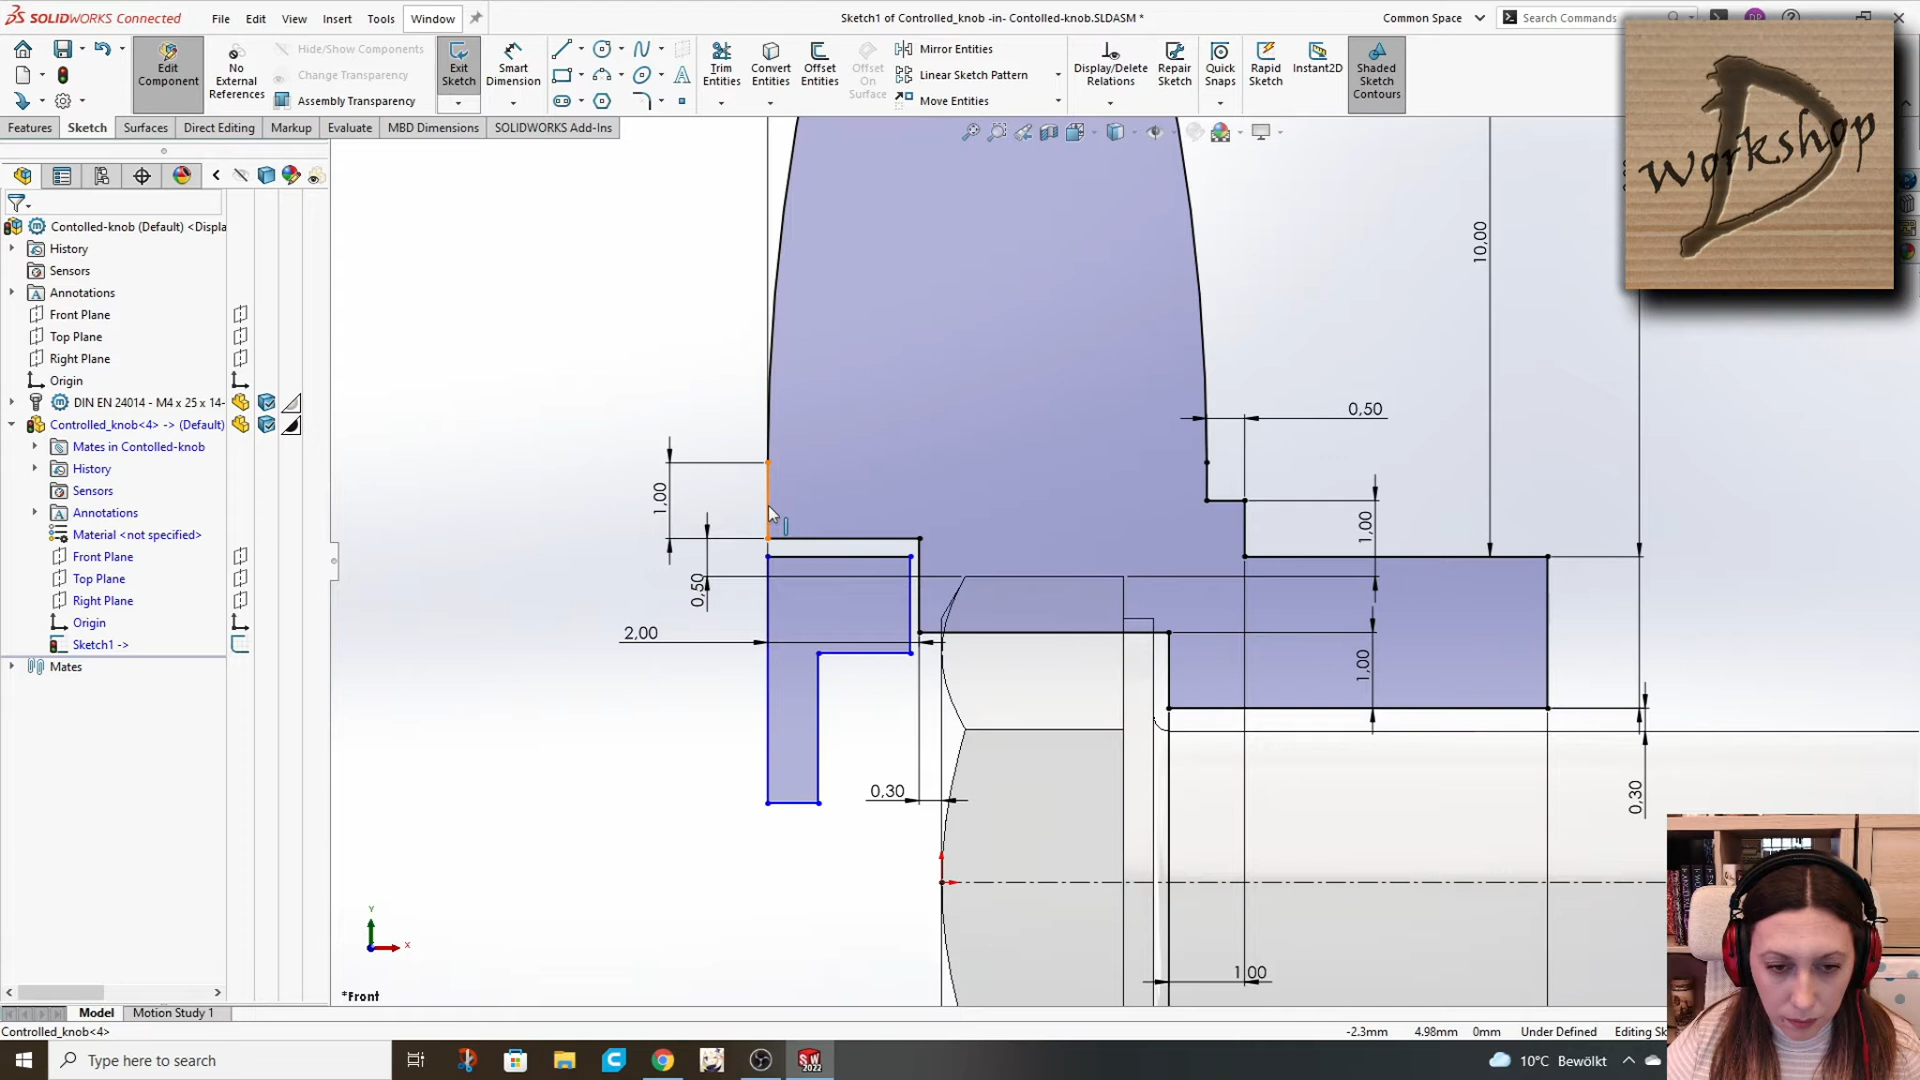 SOLIDWORKS Connected
File
Edit
View
Insert
Tools
Window
Sketch1 of Controlled_knob -in- Contolled-knob.SLDASM *
Common Space
Search Commands
Edit
Component
No
External
References
Hide/Show Components
Change Transparency
Assembly Transparency
Exit
Sketch
Smart
Dimension
Trim
Entities
Convert
Entities
Offset
Entities
Offset
On
Surface
Mirror Entities
Linear Sketch Pattern
Move Entities
Display/Delete
Relations
Repair
Sketch
Quick
Snaps
Rapid
Sketch
Instant2D
Shaded
Sketch
Contours
Features
Sketch
Surfaces
Direct Editing
Markup
Evaluate
MBD Dimensions
SOLIDWORKS Add-Ins
D
Workshop
Contolled-knob (Default) <Displa
History
Sensors
Annotations
Front Plane
Top Plane
Right Plane
Origin
DIN EN 24014 - M4 x 25 x 14-
Controlled_knob<4> -> (Default)
Mates in Contolled-knob
History
Sensors
Annotations
Material <not specified>
Front Plane
Top Plane
Right Plane
Origin
Sketch1 ->
Mates
10,00
0,50
1,00
1,00
0,50
2,00
1,00
0,30
0,30
1,00
Y
X
*Front
Model
Motion Study 1
Controlled_knob<4>
-2.3mm
4.98mm
0mm
Under Defined
Editing Sk
Type here to search
SW
2022
10°C Bewölkt